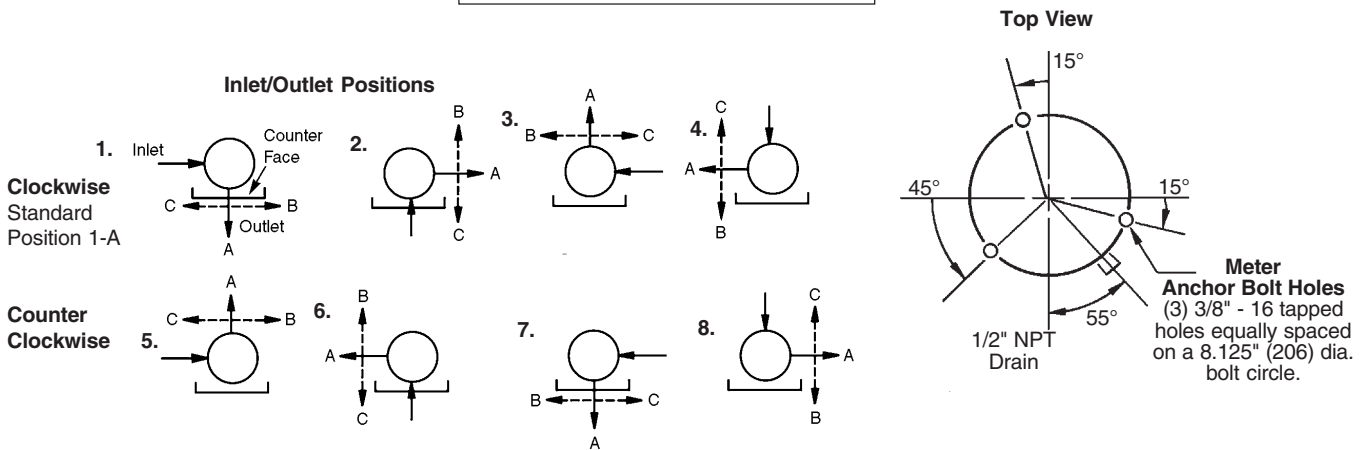 Top View
15°
Inlet/Outlet Positions
1.
Inlet
Counter
Face
C
B
Outlet
A
2.
B
A
C
3.
A
B
C
4.
C
A
B
Clockwise
Standard
Position 1-A
Counter
Clockwise
5.
A
C
B
6.
B
A
C
7.
B
C
A
8.
C
A
B
45°
15°
55°
1/2" NPT
Drain
Meter
Anchor Bolt Holes
(3) 3/8" - 16 tapped
holes equally spaced
on a 8.125" (206) dia.
bolt circle.